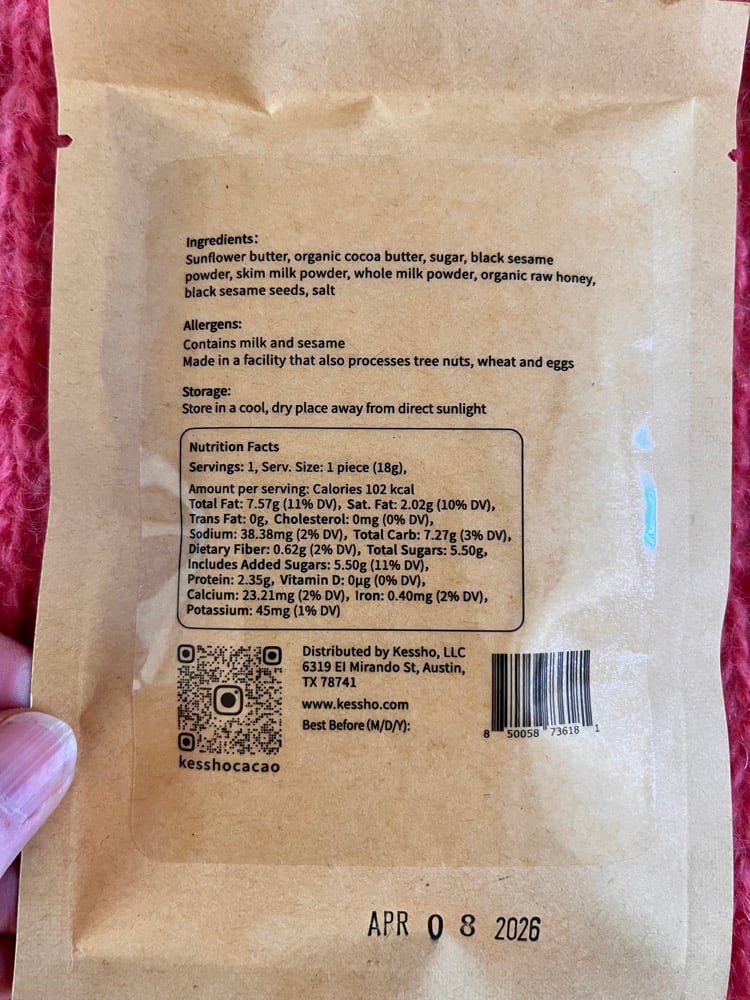 Ingredients:
Sunflower butter, organic cocoa butter, sugar, black sesame
powder, skim milk powder, whole milk powder, organic raw honey,
black sesame seeds, salt
Allergens:
Contains milk and sesame
Made in a facility that also processes tree nuts, wheat and eggs
Storage:
Store in a cool, dry place away from direct sunlight
Nutrition Facts
Servings: 1, Serv. Size: 1 piece (18g),
Amount per serving: Calories 102 kcal
Total Fat: 7.57g (11% DV), Sat. Fat: 2.02g (10% DV),
Trans Fat: 0g, Cholesterol: 0mg (0% DV),
Sodium: 38.38mg (2% DV), Total Carb: 7.27g (3% DV),
Dietary Fiber: 0.62g (2% DV), Total Sugars: 5.50g,
Includes Added Sugars: 5.50g (11% DV),
Protein: 2.35g, Vitamin D: 0µg (0% DV),
Calcium: 23.21mg (2% DV), Iron: 0.40mg (2% DV),
Potassium: 45mg (1% DV)
kesshocacao
Distributed by Kessho, LLC
6319 El Mirando St, Austin,
TX 78741
www.kessho.com
Best Before (M/D/Y):
8 50058 73618 1
APR 08 2026